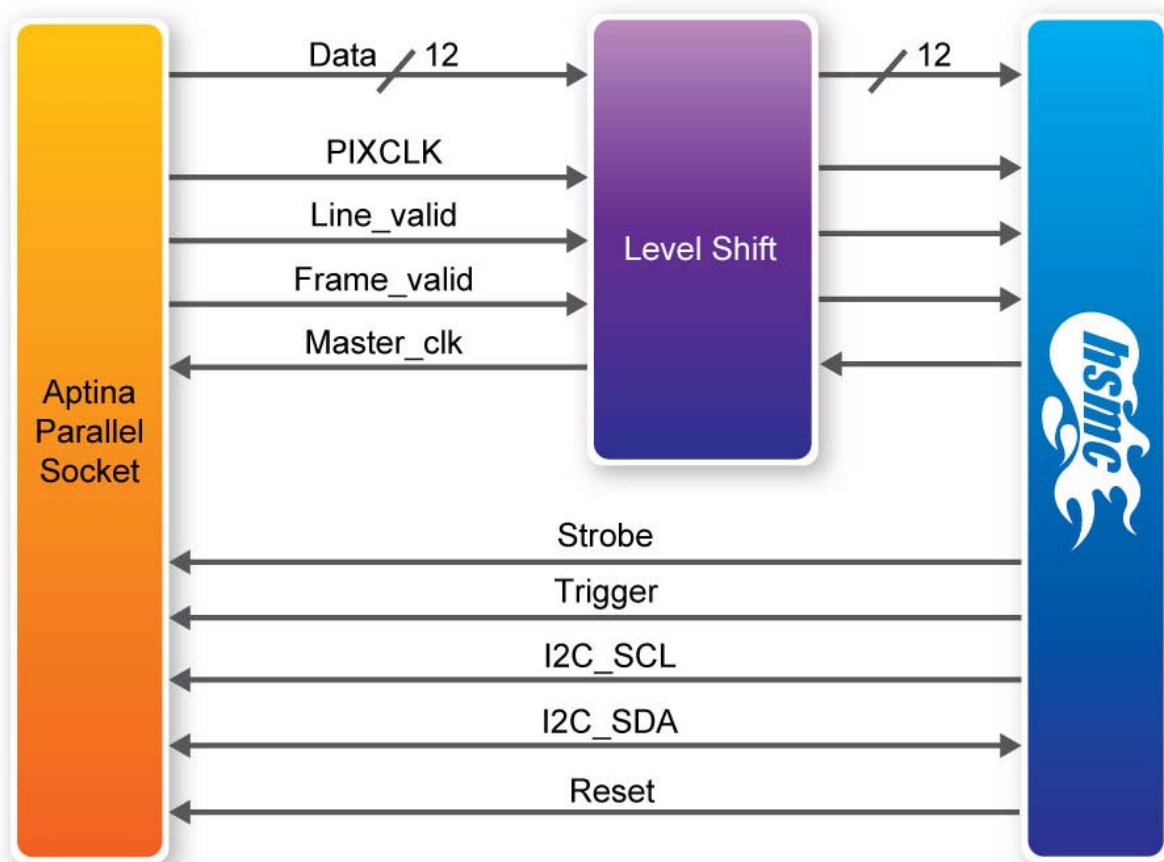 Data 12
12
PIXCLK
Line_valid
Level Shift
Frame_valid
Master_clk
Aptina
Parallel
Socket
hsmc
Strobe
Trigger
I2C_SCL
I2C_SDA
Reset